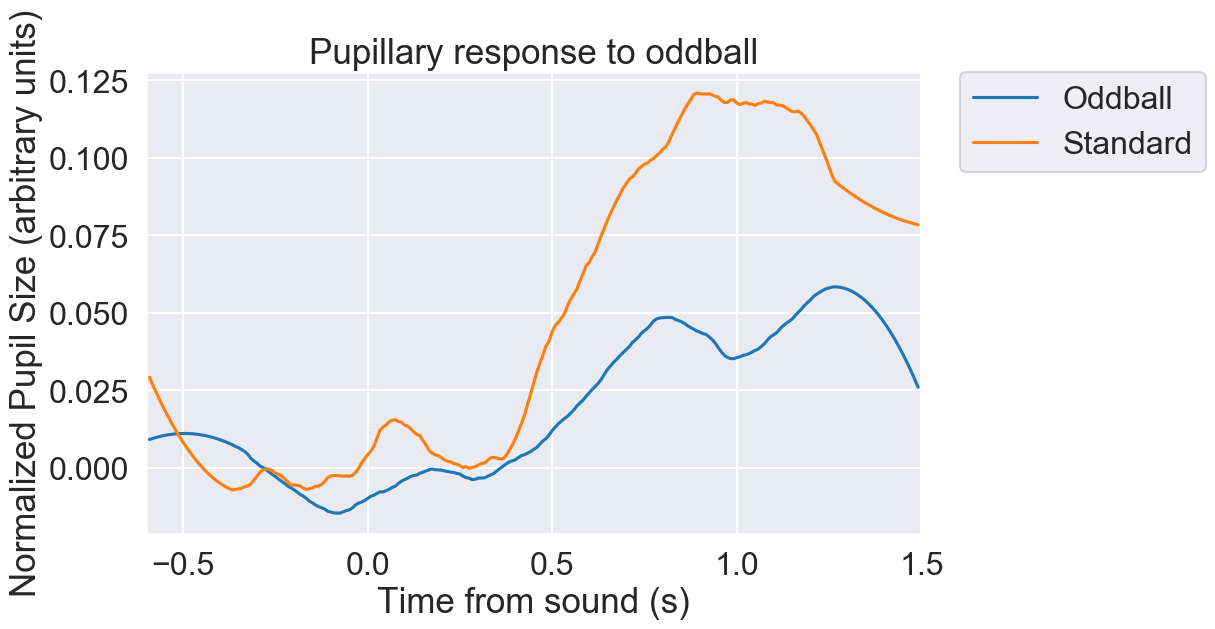 Pupillary response to oddball
Normalized Pupil Size (arbitrary units)
0.125
0.100
0.075
0.050
0.025
0.000
−0.5
0.0
0.5
1.0
1.5
Time from sound (s)
Oddball
Standard